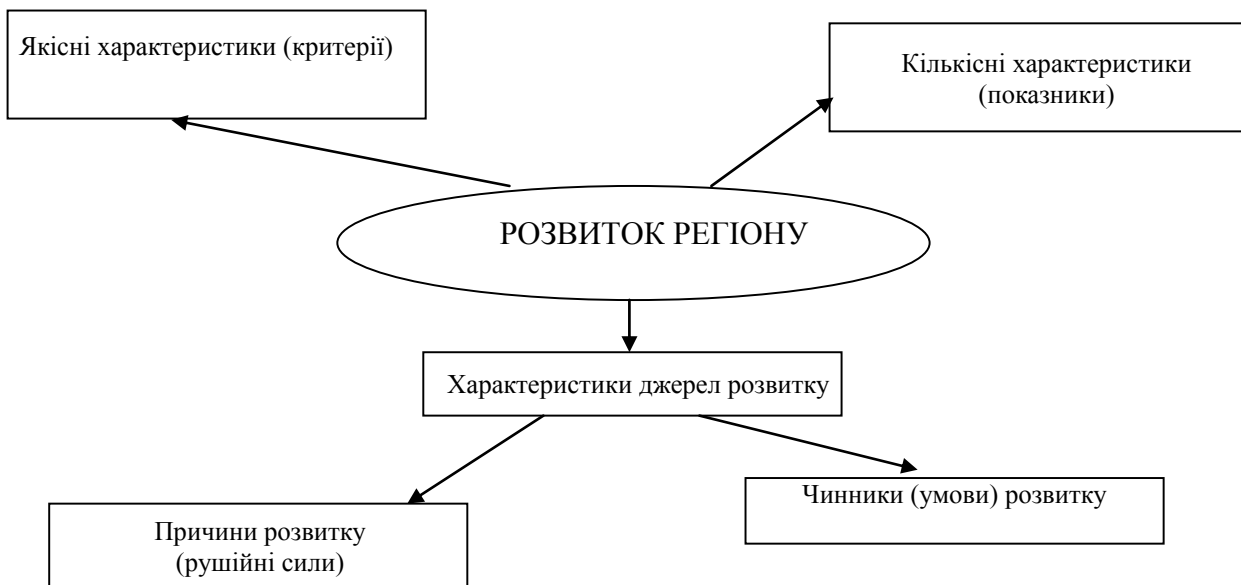 Якісні характеристики (критерії)
Кількісні характеристики
(показники)
РОЗВИТОК РЕГІОНУ
Характеристики джерел розвитку
Чинники (умови) розвитку
Причини розвитку
(рушійні сили)